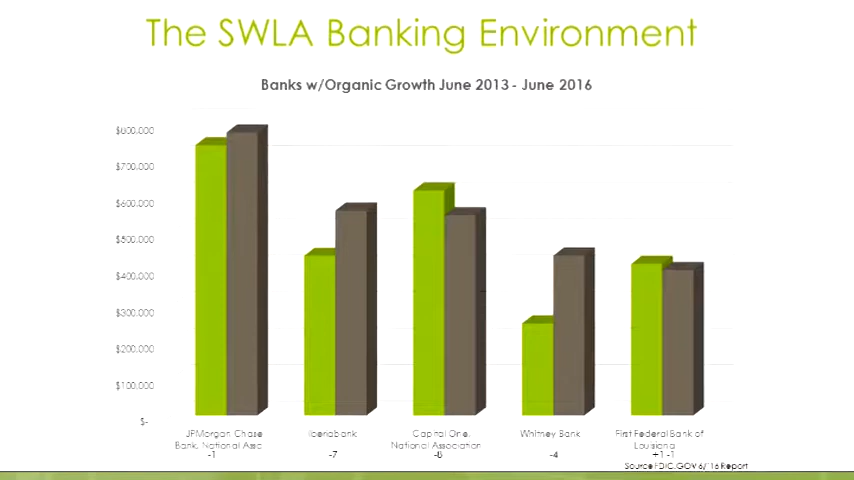 The SWLA Banking Environment
Banks w/Organic Growth June 2013 - June 2016
$800,000
$700,000
$600,000
$500,000
$400,000
$300,000
$200,000
$100,000
$-
JPMorgan Chase
Bank, National Assc
-1
Iberiabank
-7
Capital One,
National Association
-8
Whitney Bank
-4
First Federal Bank of
Louisiana
+1 -1
Source FDIC.GOV 6/'16 Report